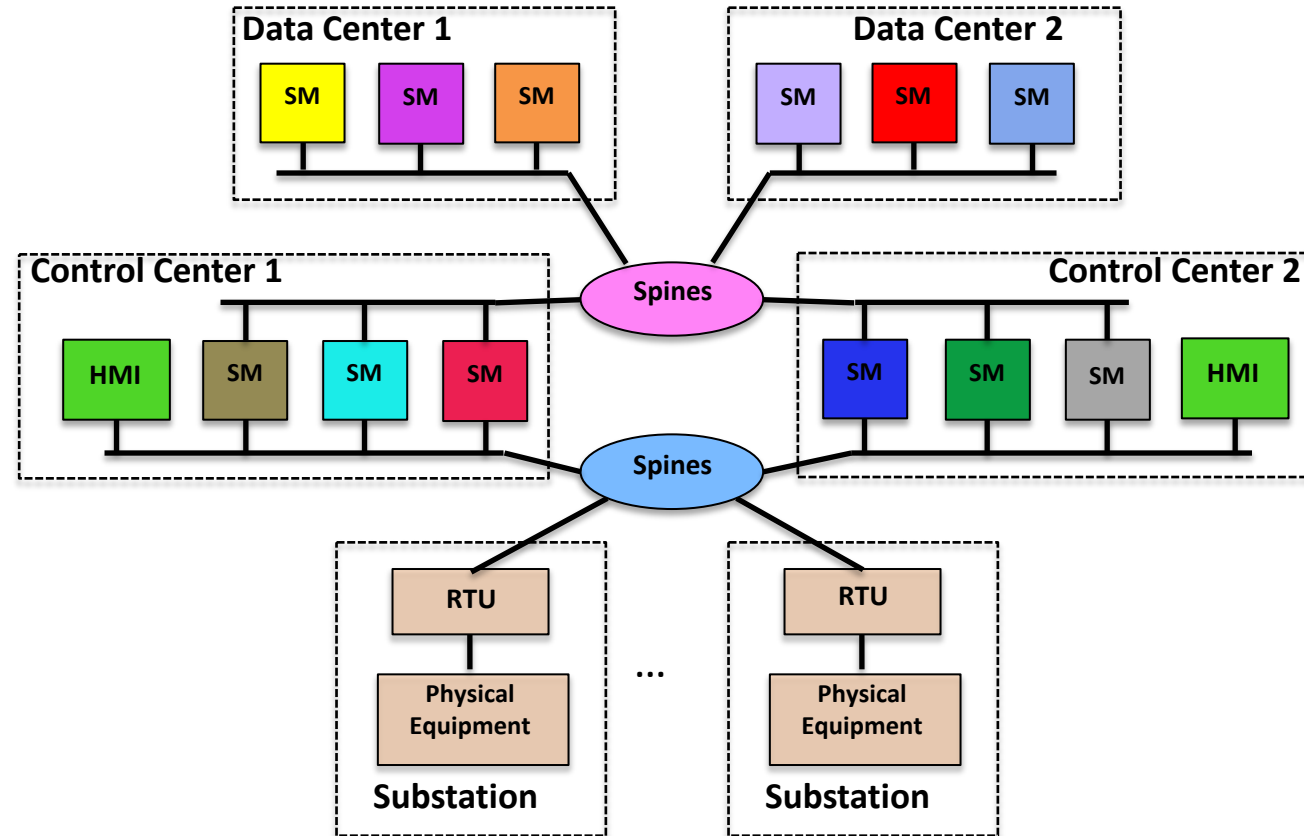 Data Center 1
Data Center 2
SM
SM
SM
SM
SM
SM
Control Center 1
Spines
Control Center 2
HMI
SM
SM
SM
SM
SM
SM
HMI
Spines
RTU
RTU
...
Physical
Equipment
Physical
Equipment
Substation
Substation